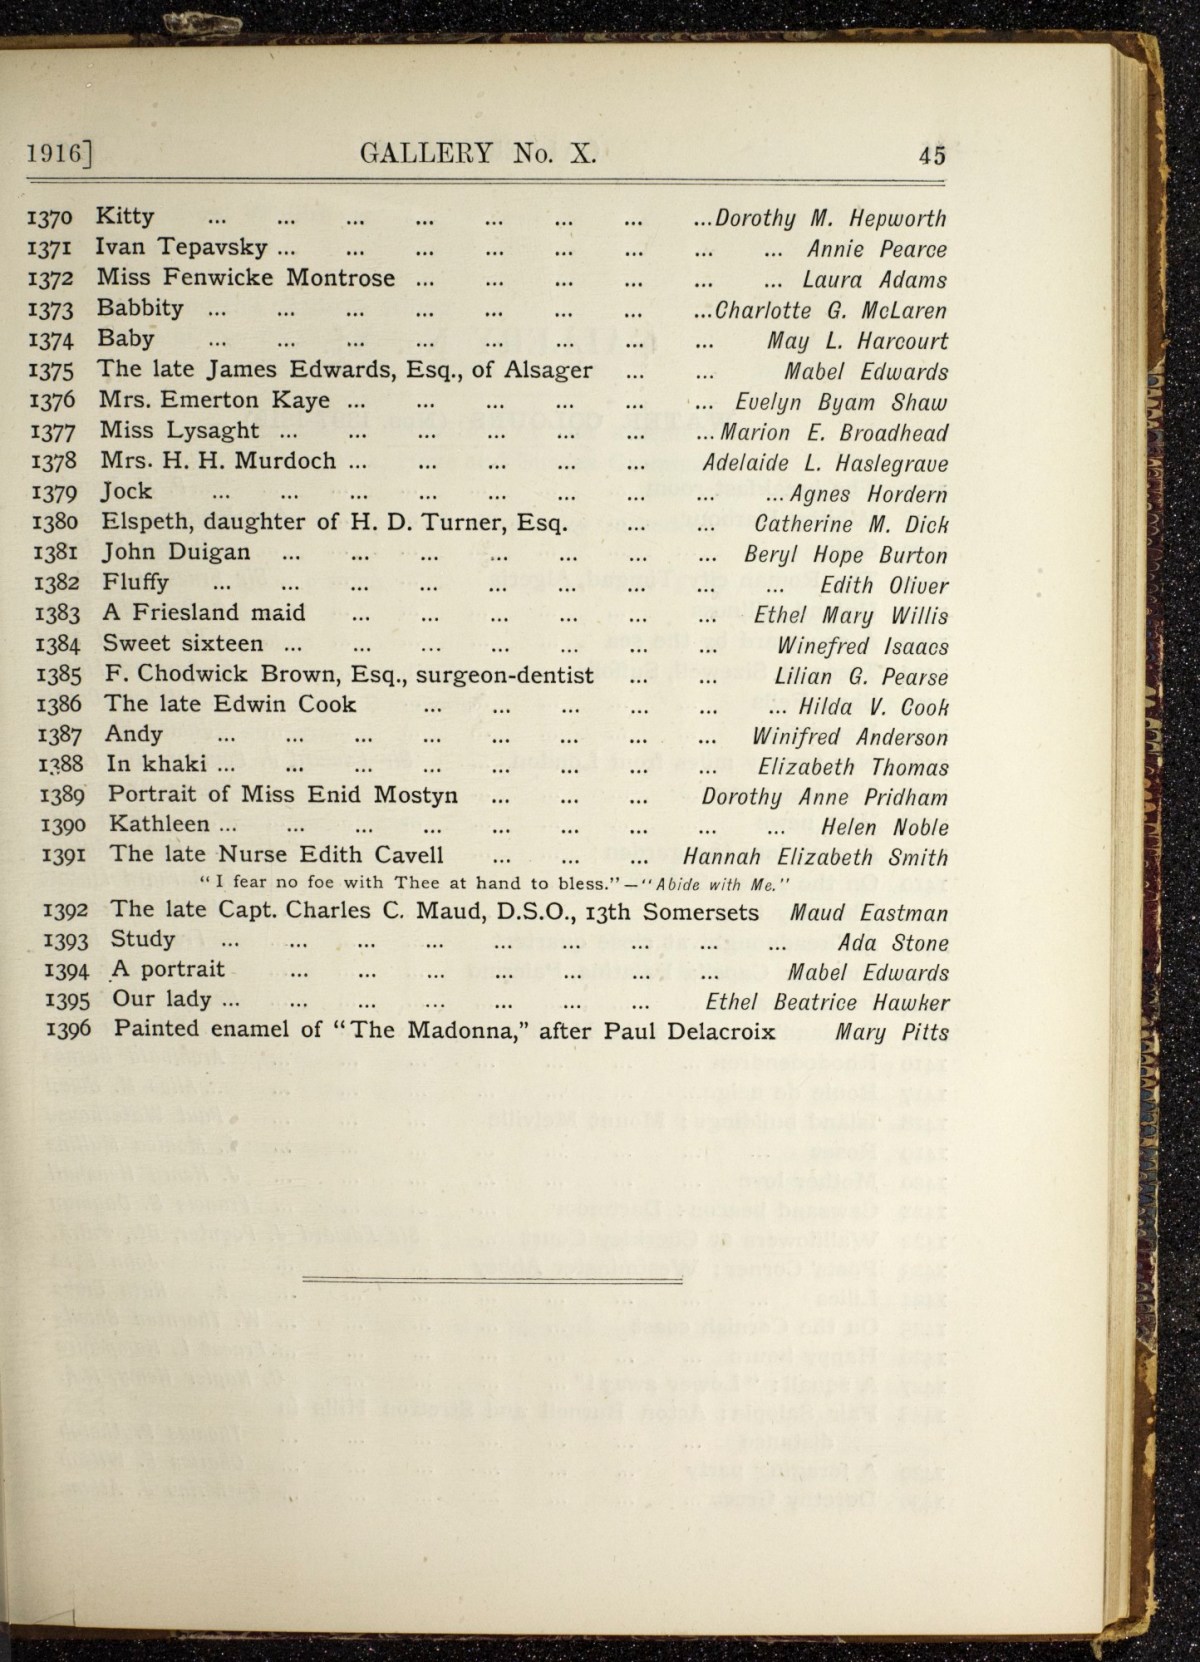 1916] GALLERY No. X. 45
1370 Kitty ... ... ... ... ... ... ... ...Dorothy M. Hepworth
1371 Ivan Tepavsky ... ... ... ... ... ... ... ... Annie Pearce
1372 Miss Fenwicke Montrose ... ... ... ... ... ... Laura Adams
1373 Babbity ... ... ... ... ... ... ... ...Charlotte G. McLaren
1374 Baby ... ... ... ... ... ... ... ... May L. Harcourt
1375 The late James Edwards, Esq., of Alsager ... ... Mabel Edwards
1376 Mrs. Emerton Kaye ... ... ... ... ... ... Evelyn Byam Shaw
1377 Miss Lysaght ... ... ... ... ... ... ...Marion E. Broadhead
1378 Mrs. H. H. Murdoch ... ... ... ... ... Adelaide L. Haslegrave
1379 Jock ... ... ... ... ... ... ... ... ...Agnes Hordern
1380 Elspeth, daughter of H. D. Turner, Esq. ... ... Catherine M. Dick
1381 John Duigan ... ... ... ... ... ... ... Beryl Hope Burton
1382 Fluffy ... ... ... ... ... ... ... ... ... Edith Oliver
1383 A Friesland maid ... ... ... ... ... ... Ethel Mary Willis
1384 Sweet sixteen ... ... ... ... ... ... ... Winefred Isaacs
1385 F. Chodwick Brown, Esq., surgeon-dentist ... ... Lilian G. Pearse
1386 The late Edwin Cook ... ... ... ... ... ... Hilda V. Cook
1387 Andy ... ... ... ... ... ... ... ... Winifred Anderson
1388 In khaki ... ... ... ... ... ... ... ... Elizabeth Thomas
1389 Portrait of Miss Enid Mostyn ... ... ... Dorothy Anne Pridham
1390 Kathleen ... ... ... ... ... ... ... ... ... Helen Noble
1391 The late Nurse Edith Cavell ... ... ... Hannah Elizabeth Smith
"I fear no foe with Thee at hand to bless."—"Abide with Me."
1392 The late Capt. Charles C. Maud, D.S.O., 13th Somersets Maud Eastman
1393 Study ... ... ... ... ... ... ... ... ... Ada Stone
1394 A portrait ... ... ... ... ... ... ... Mabel Edwards
1395 Our lady ... ... ... ... ... ... ... Ethel Beatrice Hawker
1396 Painted enamel of "The Madonna," after Paul Delacroix Mary Pitts